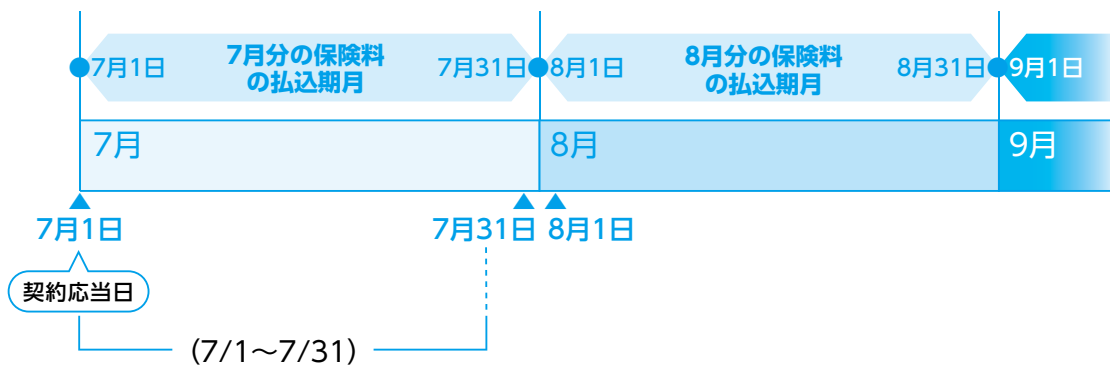 7月1日
7月分の保険料
の払込期月
7月31日
8月1日
8月分の保険料
の払込期月
8月31日
9月1日
7月
8月
9月
7月1日
7月31日
8月1日
契約応当日
(7/1〜7/31)